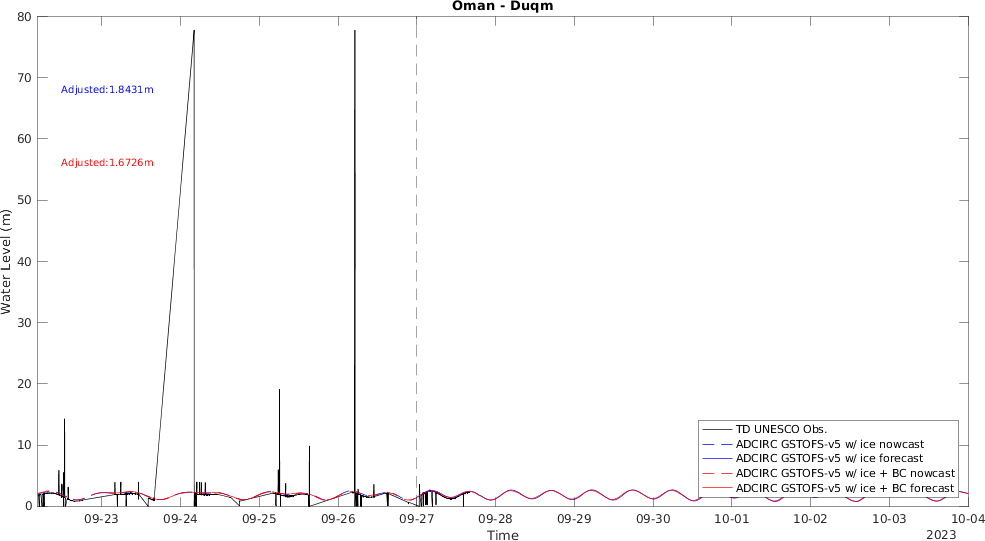 Oman - Duqm
80
70
60
50
40
30
20
10
0
Water Level (m)
Adjusted:1.8431m
Adjusted:1.6726m
TD UNESCO Obs.
ADCIRC GSTOFS-v5 w/ ice nowcast
ADCIRC GSTOFS-v5 w/ ice forecast
ADCIRC GSTOFS-v5 w/ ice + BC nowcast
ADCIRC GSTOFS-v5 w/ ice + BC forecast
09-23 09-24 09-25 09-26 09-27 09-28 09-29 09-30 10-01 10-02 10-03 10-04
Time
2023